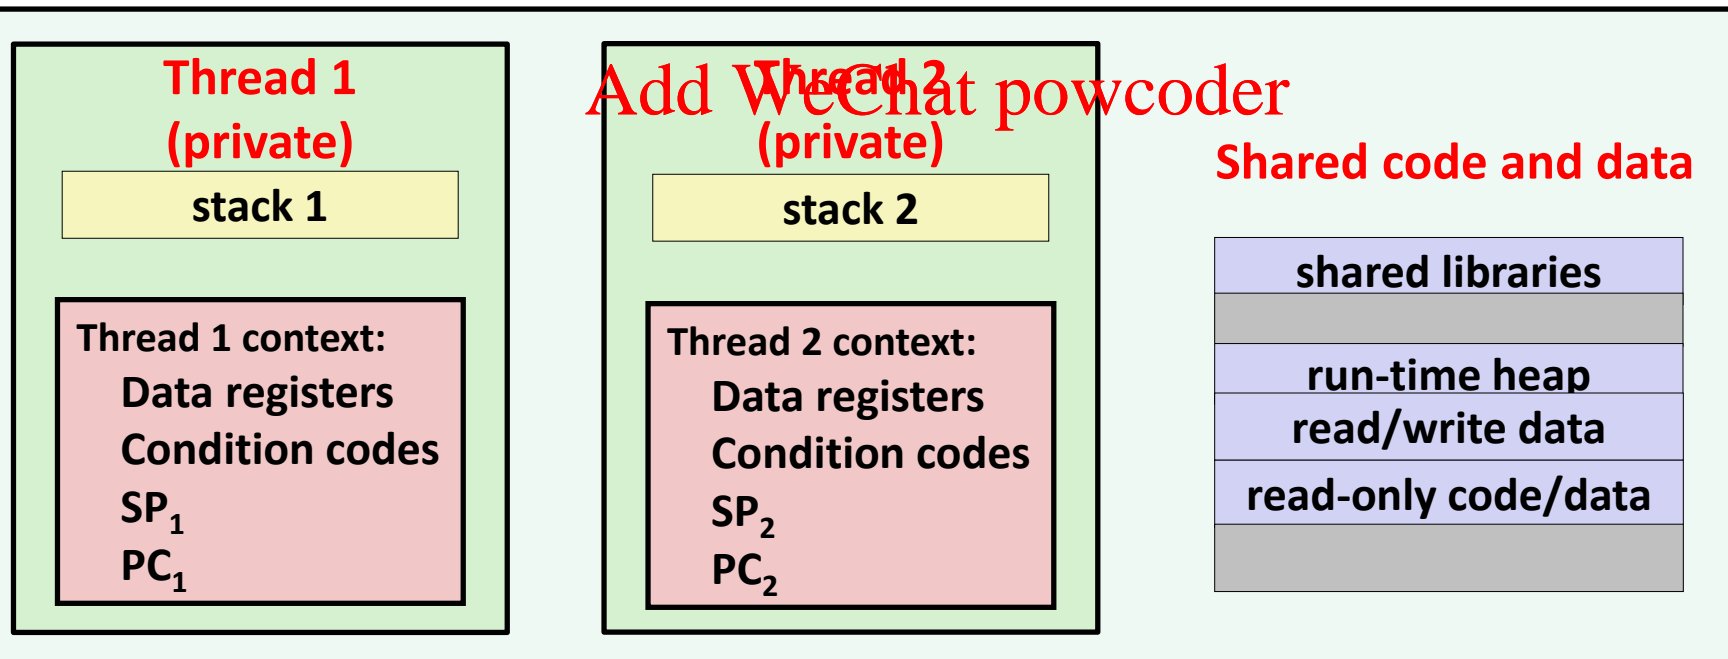 Thread 1
(private)
stack 1
Thread 1 context:
Data registers
Condition codes
SP₁
PC₁
Thread 2
(private)
Add WeChat powcoder
stack 2
Thread 2 context:
Data registers
Condition codes
SP₂
PC₂
Shared code and data
shared libraries
run-time heap
read/write data
read-only code/data